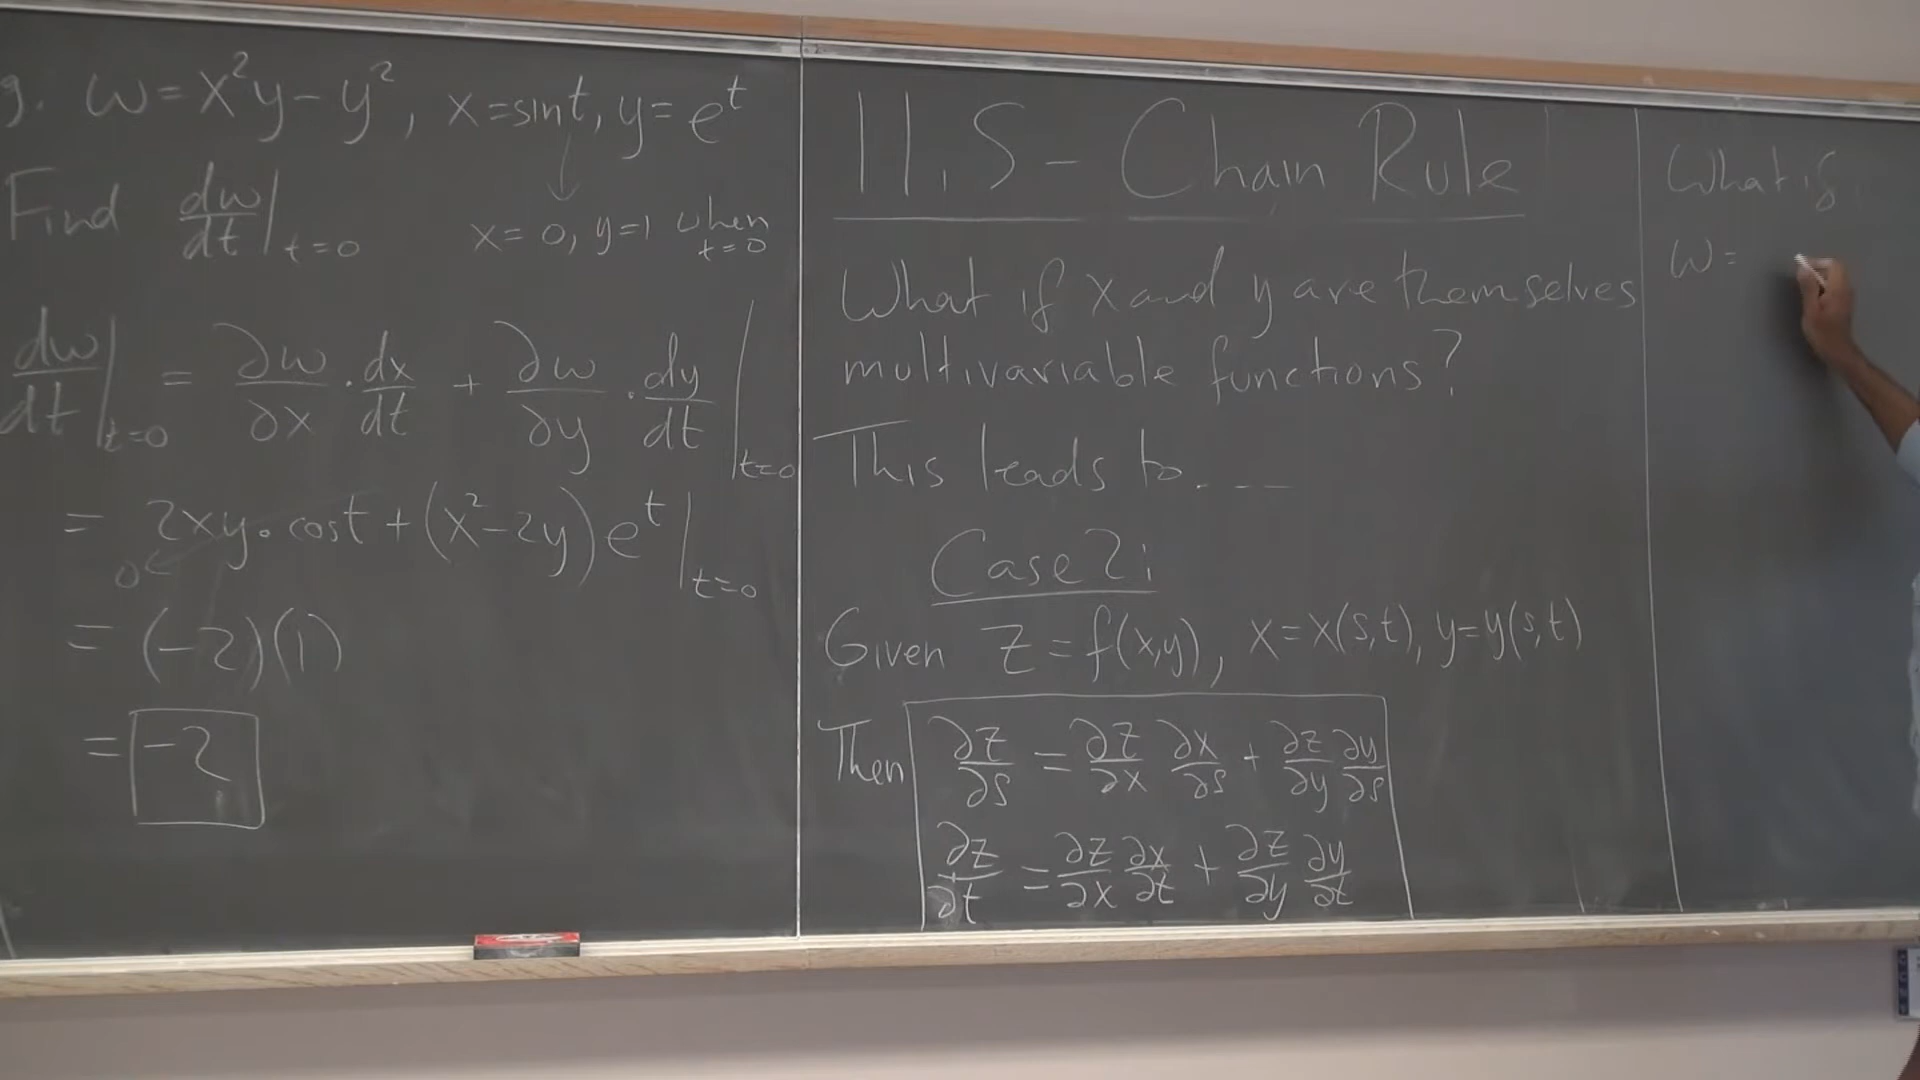 g. w=x²y-y², x=sint, y=e^t
Find dw/dt|t=0 x=0, y=1 when t=0
dw/dt|t=0 = ∂w/∂x · dx/dt + ∂w/∂y · dy/dt |t=0
= 2xy·cost+(x²-2y)e^t|t=0
0
= (-2)(1)
= -2
11.5- Chain Rule
What if x and y are themselves
multivariable functions?
This leads to....
Case 2:
Given Z=f(x,y), x=x(s,t), y=y(s,t)
Then ∂z/∂s = ∂z/∂x ∂x/∂s + ∂z/∂y ∂y/∂s
∂z/∂t = ∂z/∂x ∂x/∂t + ∂z/∂y ∂y/∂t
What if
w=